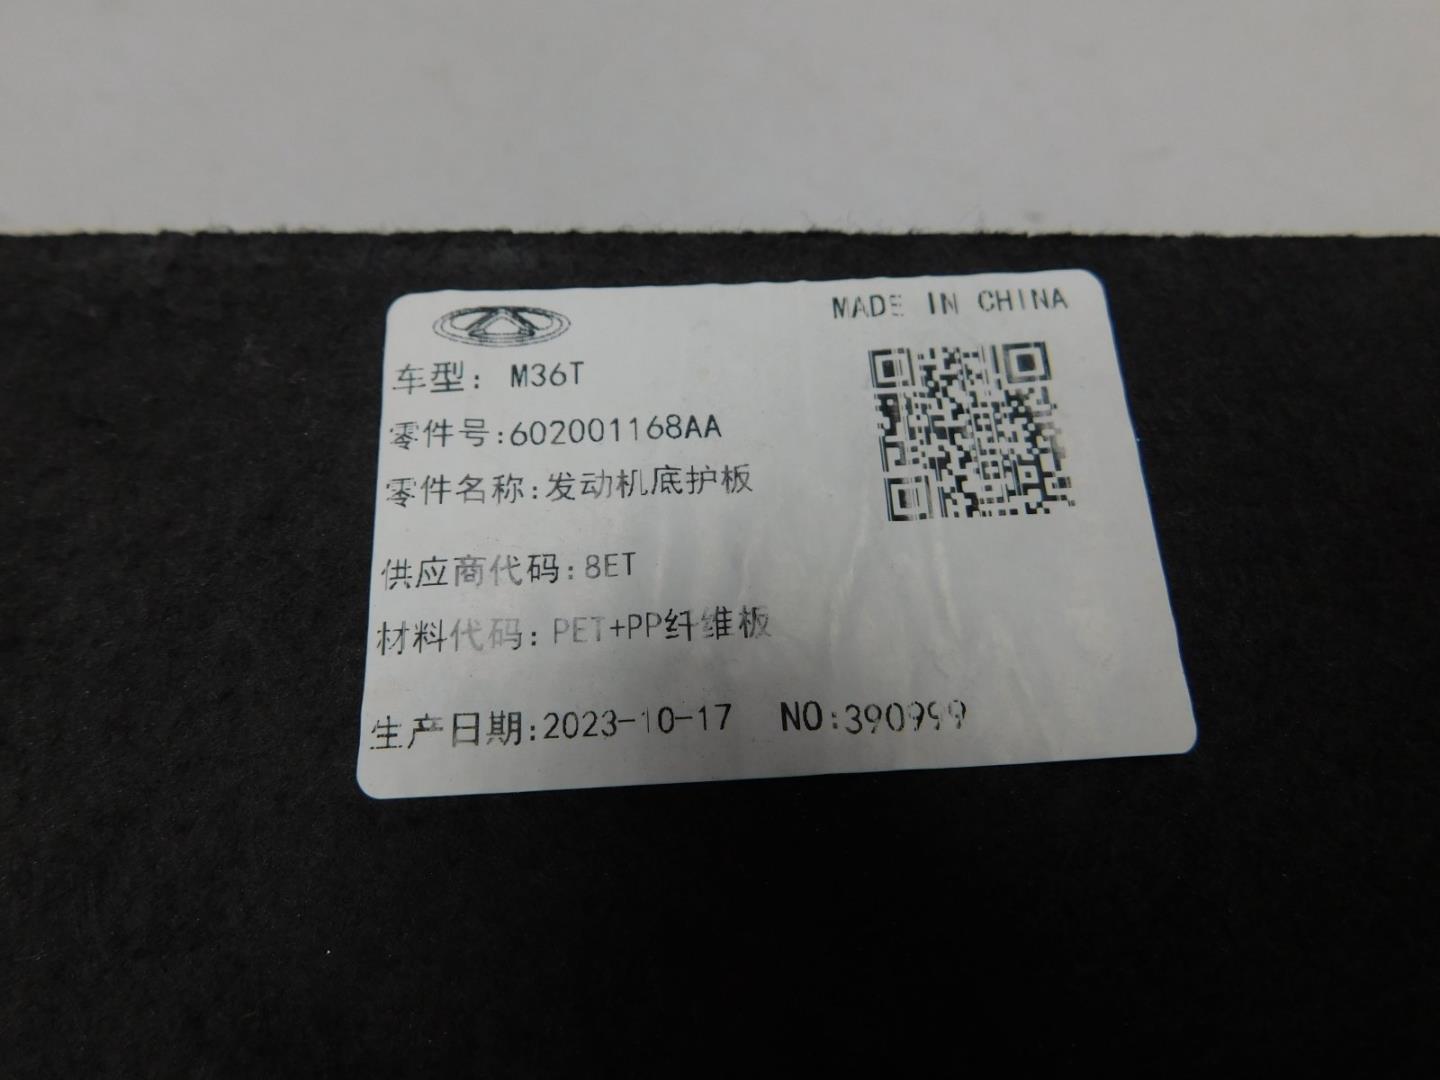 MADE IN CHINA
车型: M36T
零件号:602001168AA
零件名称:发动机底护板
供应商代码:8ET
材料代码: PET+PP纤维板
生产日期:2023-10-17 NO:390999